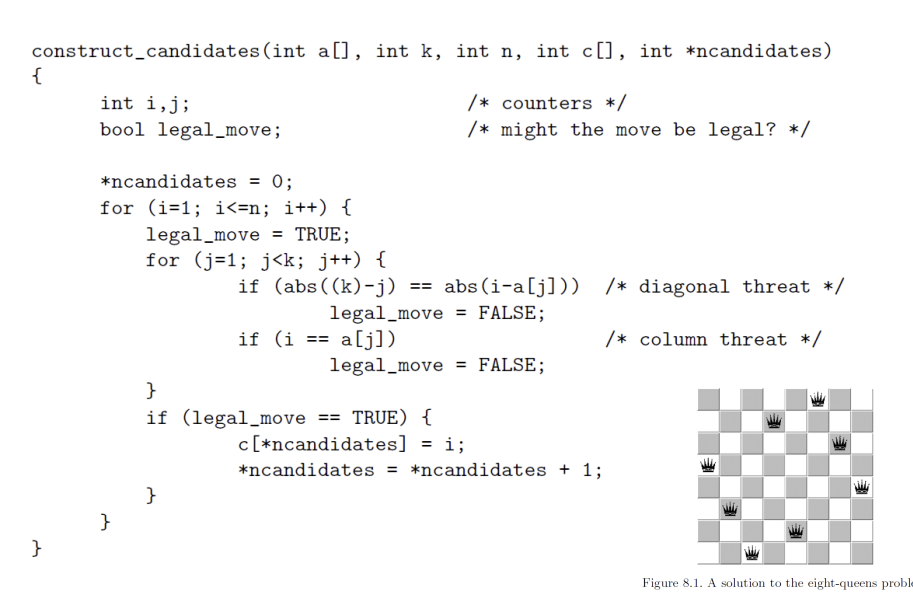 construct_candidates(int a[], int k, int n, int c[], int *ncandidates)
{
int i,j; /* counters */
bool legal_move; /* might the move be legal? */
*ncandidates = 0;
for (i=1; i<=n; i++) {
legal_move = TRUE;
for (j=1; j<k; j++) {
if (abs((k)-j) == abs(i-a[j])) /* diagonal threat */
legal_move = FALSE;
if (i == a[j]) /* column threat */
legal_move = FALSE;
}
if (legal_move == TRUE) {
c[*ncandidates] = i;
*ncandidates = *ncandidates + 1;
}
}
}
Figure 8.1. A solution to the eight-queens proble